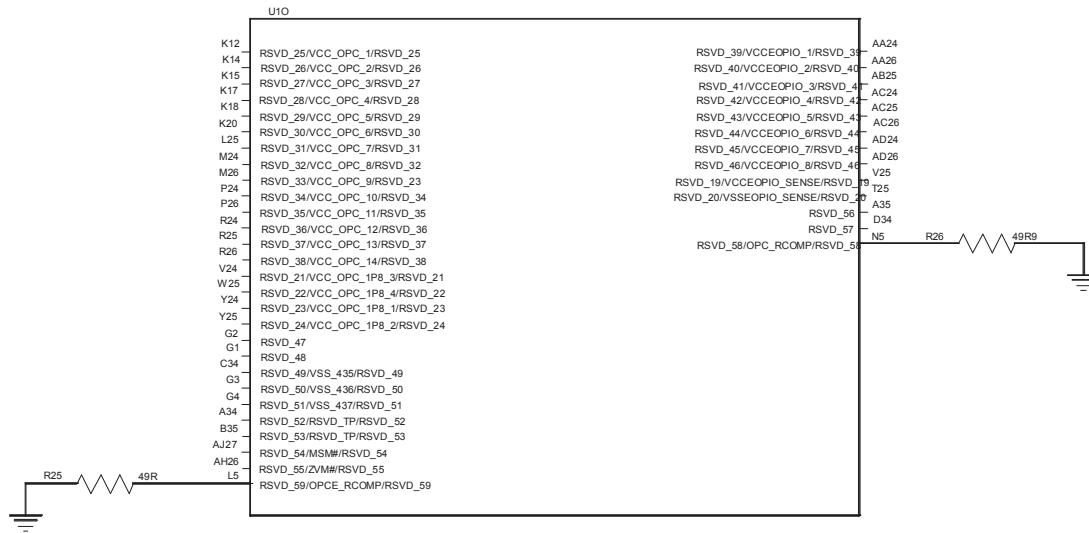 U1O
K12
RSVD_25/VCC_OPC_1/RSVD_25
K14
RSVD_26/VCC_OPC_2/RSVD_26
K15
RSVD_27/VCC_OPC_3/RSVD_27
K17
RSVD_28/VCC_OPC_4/RSVD_28
K18
RSVD_29/VCC_OPC_5/RSVD_29
K20
RSVD_30/VCC_OPC_6/RSVD_30
L25
RSVD_31/VCC_OPC_7/RSVD_31
M24
RSVD_32/VCC_OPC_8/RSVD_32
M26
RSVD_33/VCC_OPC_9/RSVD_23
P24
RSVD_34/VCC_OPC_10/RSVD_34
P26
RSVD_35/VCC_OPC_11/RSVD_35
R24
RSVD_36/VCC_OPC_12/RSVD_36
R25
RSVD_37/VCC_OPC_13/RSVD_37
R26
RSVD_38/VCC_OPC_14/RSVD_38
V24
RSVD_21/VCC_OPC_1P8_3/RSVD_21
W25
RSVD_22/VCC_OPC_1P8_4/RSVD_22
Y24
RSVD_23/VCC_OPC_1P8_1/RSVD_23
Y25
RSVD_24/VCC_OPC_1P8_2/RSVD_24
G2
RSVD_47
G1
RSVD_48
C34
RSVD_49/VSS_435/RSVD_49
G3
RSVD_50/VSS_436/RSVD_50
G4
RSVD_51/VSS_437/RSVD_51
A34
RSVD_52/RSVD_TP/RSVD_52
B35
RSVD_53/RSVD_TP/RSVD_53
AJ27
RSVD_54/MSM#/RSVD_54
AH26
RSVD_55/ZVM#/RSVD_55
R25 49R L5
RSVD_59/OPCE_RCOMP/RSVD_59
AA24
RSVD_39/VCCEOPIO_1/RSVD_39
AA26
RSVD_40/VCCEOPIO_2/RSVD_40
AB25
RSVD_41/VCCEOPIO_3/RSVD_41
AC24
RSVD_42/VCCEOPIO_4/RSVD_42
AC25
RSVD_43/VCCEOPIO_5/RSVD_43
AC26
RSVD_44/VCCEOPIO_6/RSVD_44
AD24
RSVD_45/VCCEOPIO_7/RSVD_45
AD26
RSVD_46/VCCEOPIO_8/RSVD_46
V25
RSVD_19/VCCEOPIO_SENSE/RSVD_19
T25
RSVD_20/VSSEOPIO_SENSE/RSVD_20
A35
RSVD_56
D34
RSVD_57
N5 R26 49R9
RSVD_58/OPC_RCOMP/RSVD_58